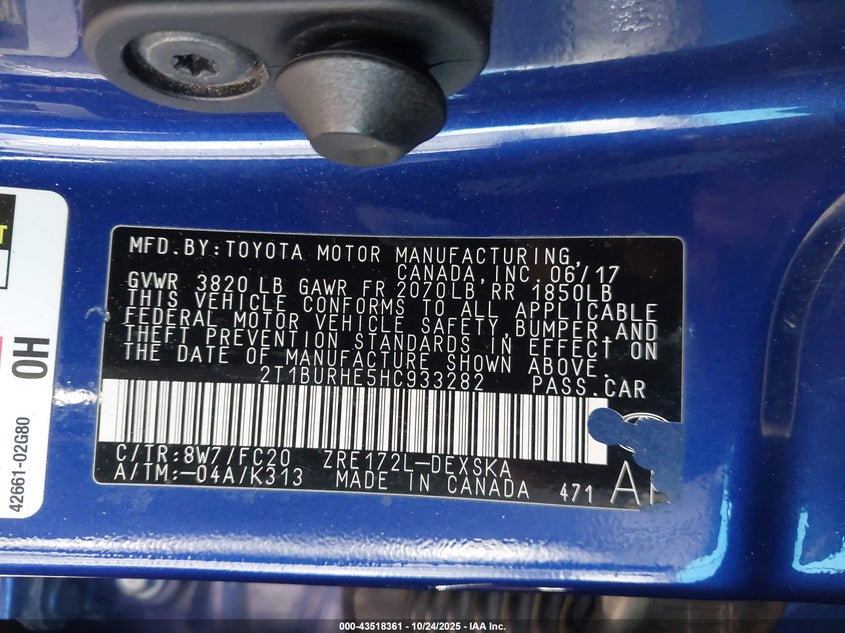 MFD.BY:TOYOTA MOTOR MANUFACTURING,
CANADA,INC. 06/17
GVWR 3820 LB GAWR FR 2070LB RR 1850LB
THIS VEHICLE CONFORMS TO ALL APPLICABLE
FEDERAL MOTOR VEHICLE SAFETY,BUMPER,AND
THEFT PREVENTION STANDARDS IN EFFECT ON
THE DATE OF MANUFACTURE SHOWN ABOVE.
2T1BURHE5HC933282 PASS.CAR
C/TR:8W7/FC20 ZRE172L-DEXSKA
A/TM:-04A/K313 MADE IN CANADA 471
OH
42661-02G80
000-43518361 - 10/24/2025 - IAA Inc.